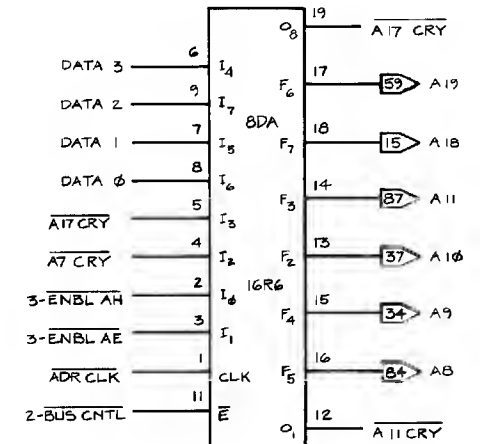 19 O8 A17 CRY
6 DATA 3 I4
17 F6 59 A19
9 DATA 2 I7
8DA
7 DATA 1 I5
18 F7 15 A18
8 DATA Ø I6
14 F3 87 A11
5 A17 CRY I3
4 A7 CRY I2
13 F2 37 A1Ø
2 3-ENBL AH IØ
16R6
15 F4 34 A9
3 3-ENBL AE I1
16 F5 84 A8
1 ADR CLK CLK
11 2-BUS CNTL E
12 O1 A11 CRY